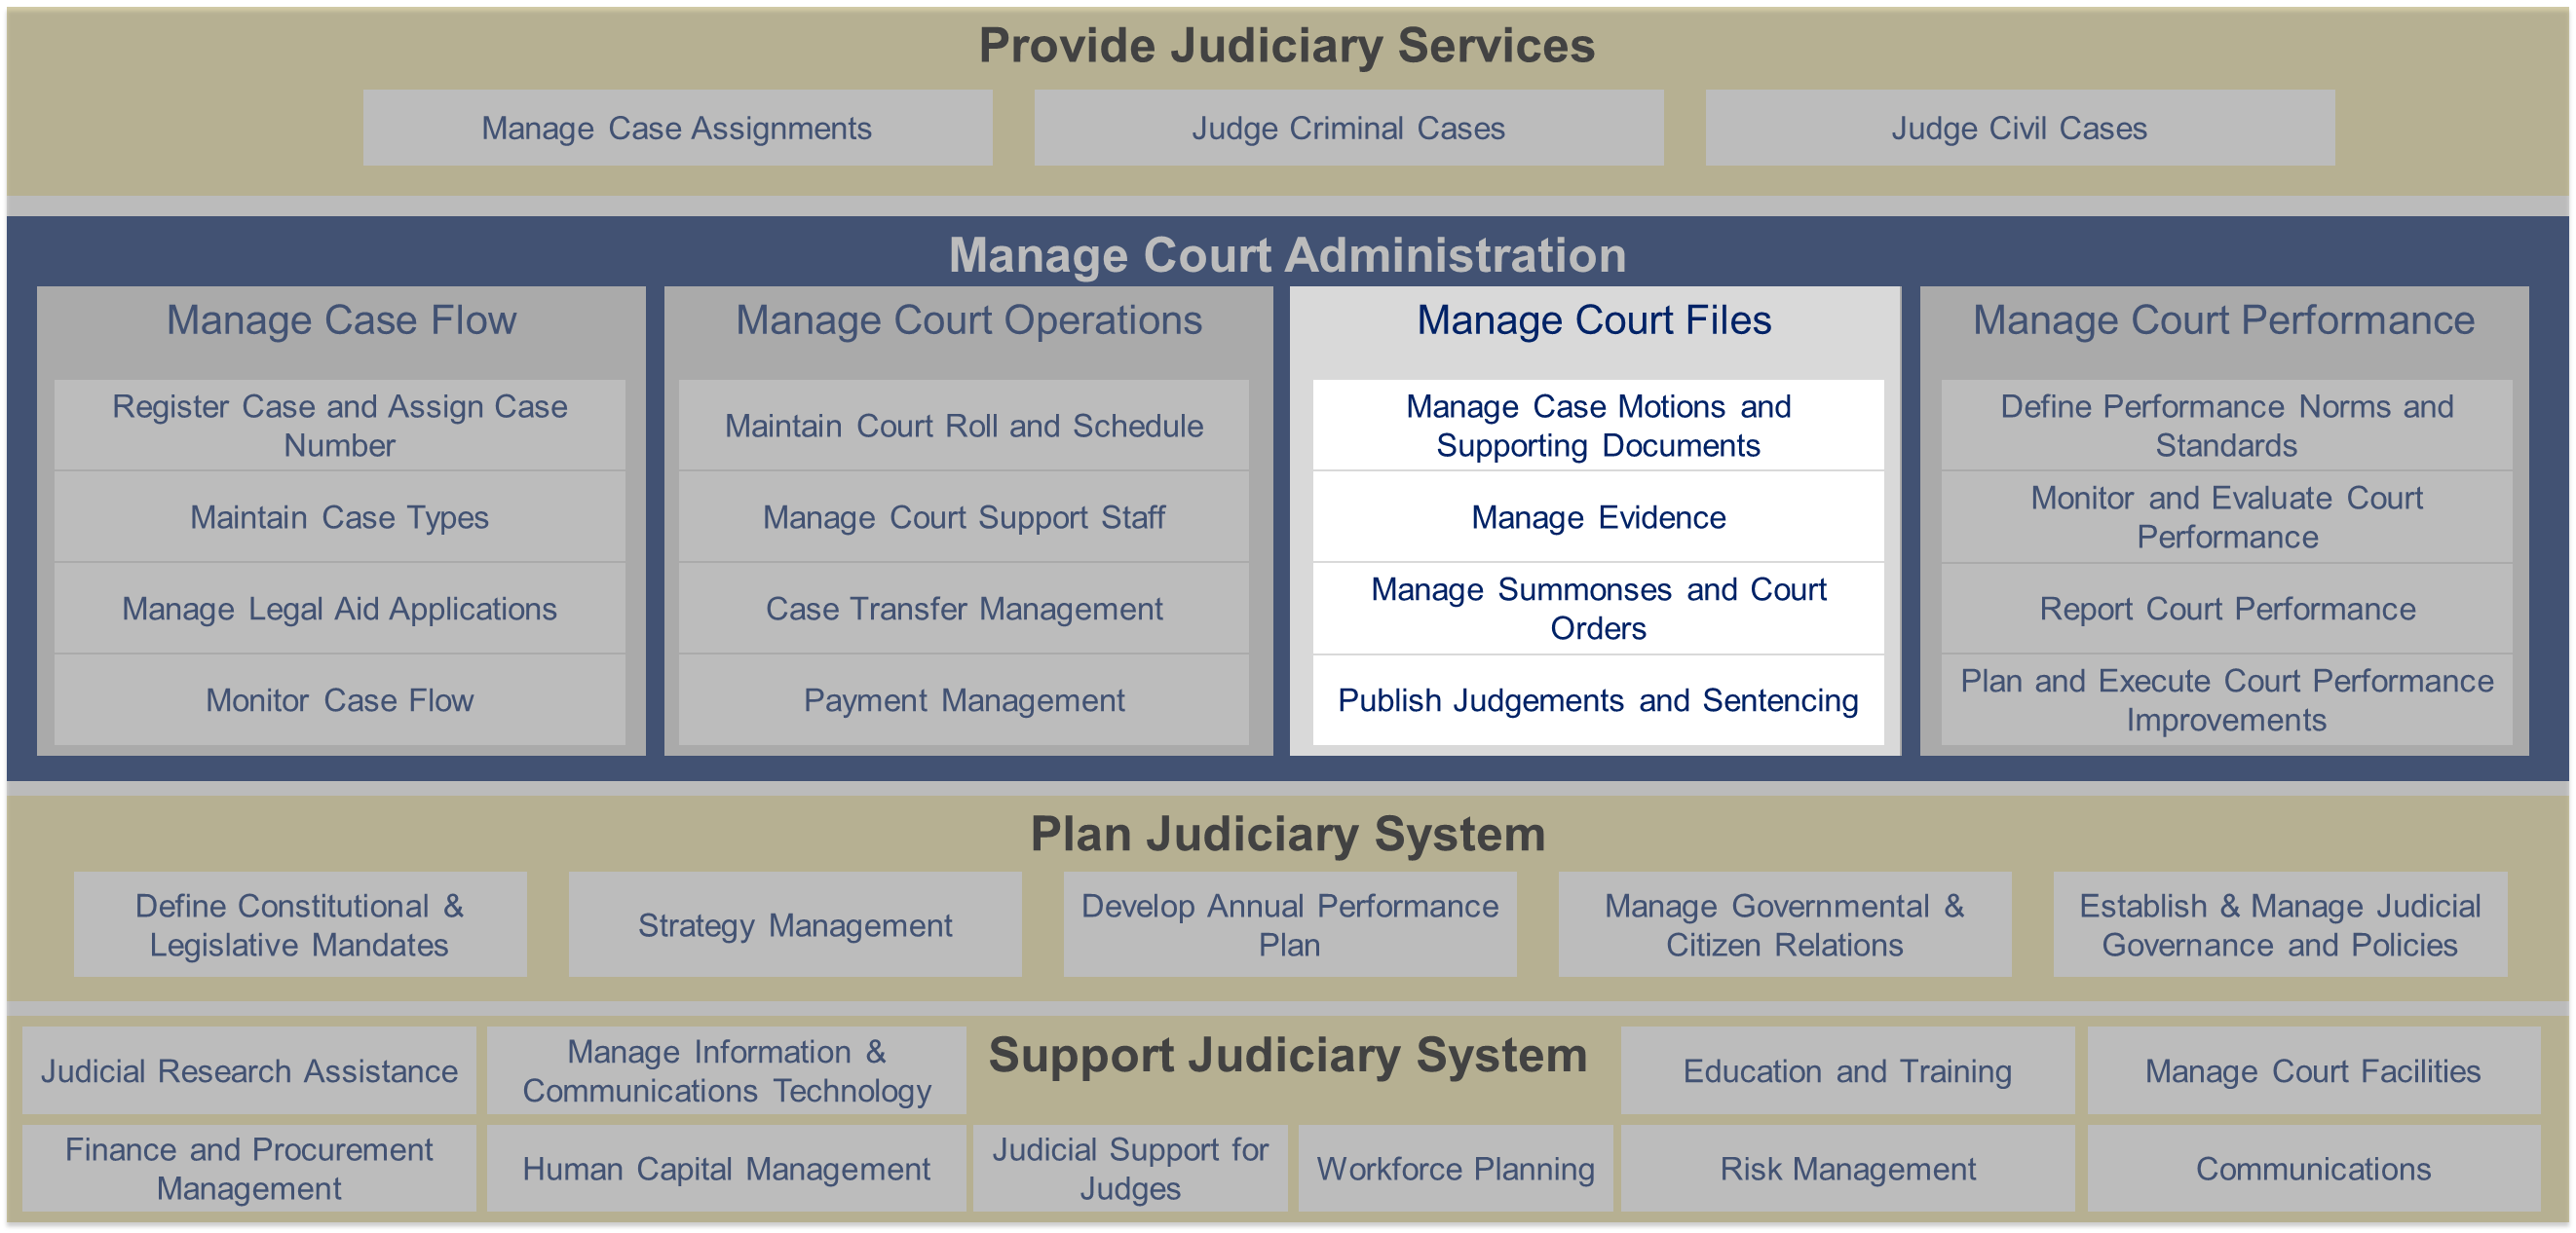 Provide Judiciary Services
Manage Case Assignments
Judge Criminal Cases
Judge Civil Cases
Manage Court Administration
Manage Case Flow
Register Case and Assign Case
Number
Maintain Case Types
Manage Legal Aid Applications
Monitor Case Flow
Manage Court Operations
Maintain Court Roll and Schedule
Manage Court Support Staff
Case Transfer Management
Payment Management
Manage Court Files
Manage Case Motions and
Supporting Documents
Manage Evidence
Manage Summonses and Court
Orders
Publish Judgements and Sentencing
Manage Court Performance
Define Performance Norms and
Standards
Monitor and Evaluate Court
Performance
Report Court Performance
Plan and Execute Court Performance
Improvements
Plan Judiciary System
Define Constitutional &
Legislative Mandates
Strategy Management
Develop Annual Performance
Plan
Manage Governmental &
Citizen Relations
Establish & Manage Judicial
Governance and Policies
Support Judiciary System
Judicial Research Assistance
Manage Information &
Communications Technology
Education and Training
Manage Court Facilities
Finance and Procurement
Management
Human Capital Management
Judicial Support for
Judges
Workforce Planning
Risk Management
Communications